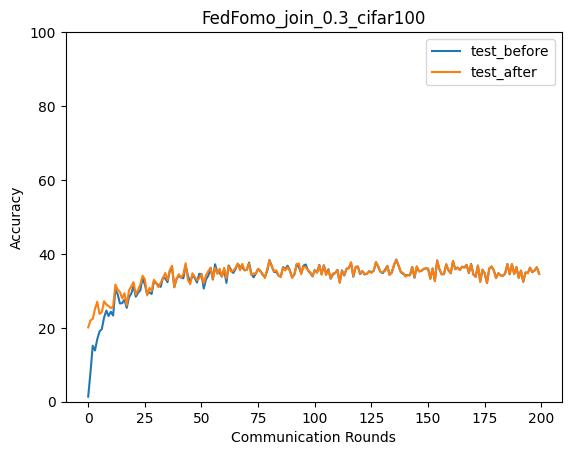 FedFomo_join_0.3_cifar100
100
80
60
40
20
0
Accuracy
test_before
test_after
0 25 50 75 100 125 150 175 200
Communication Rounds